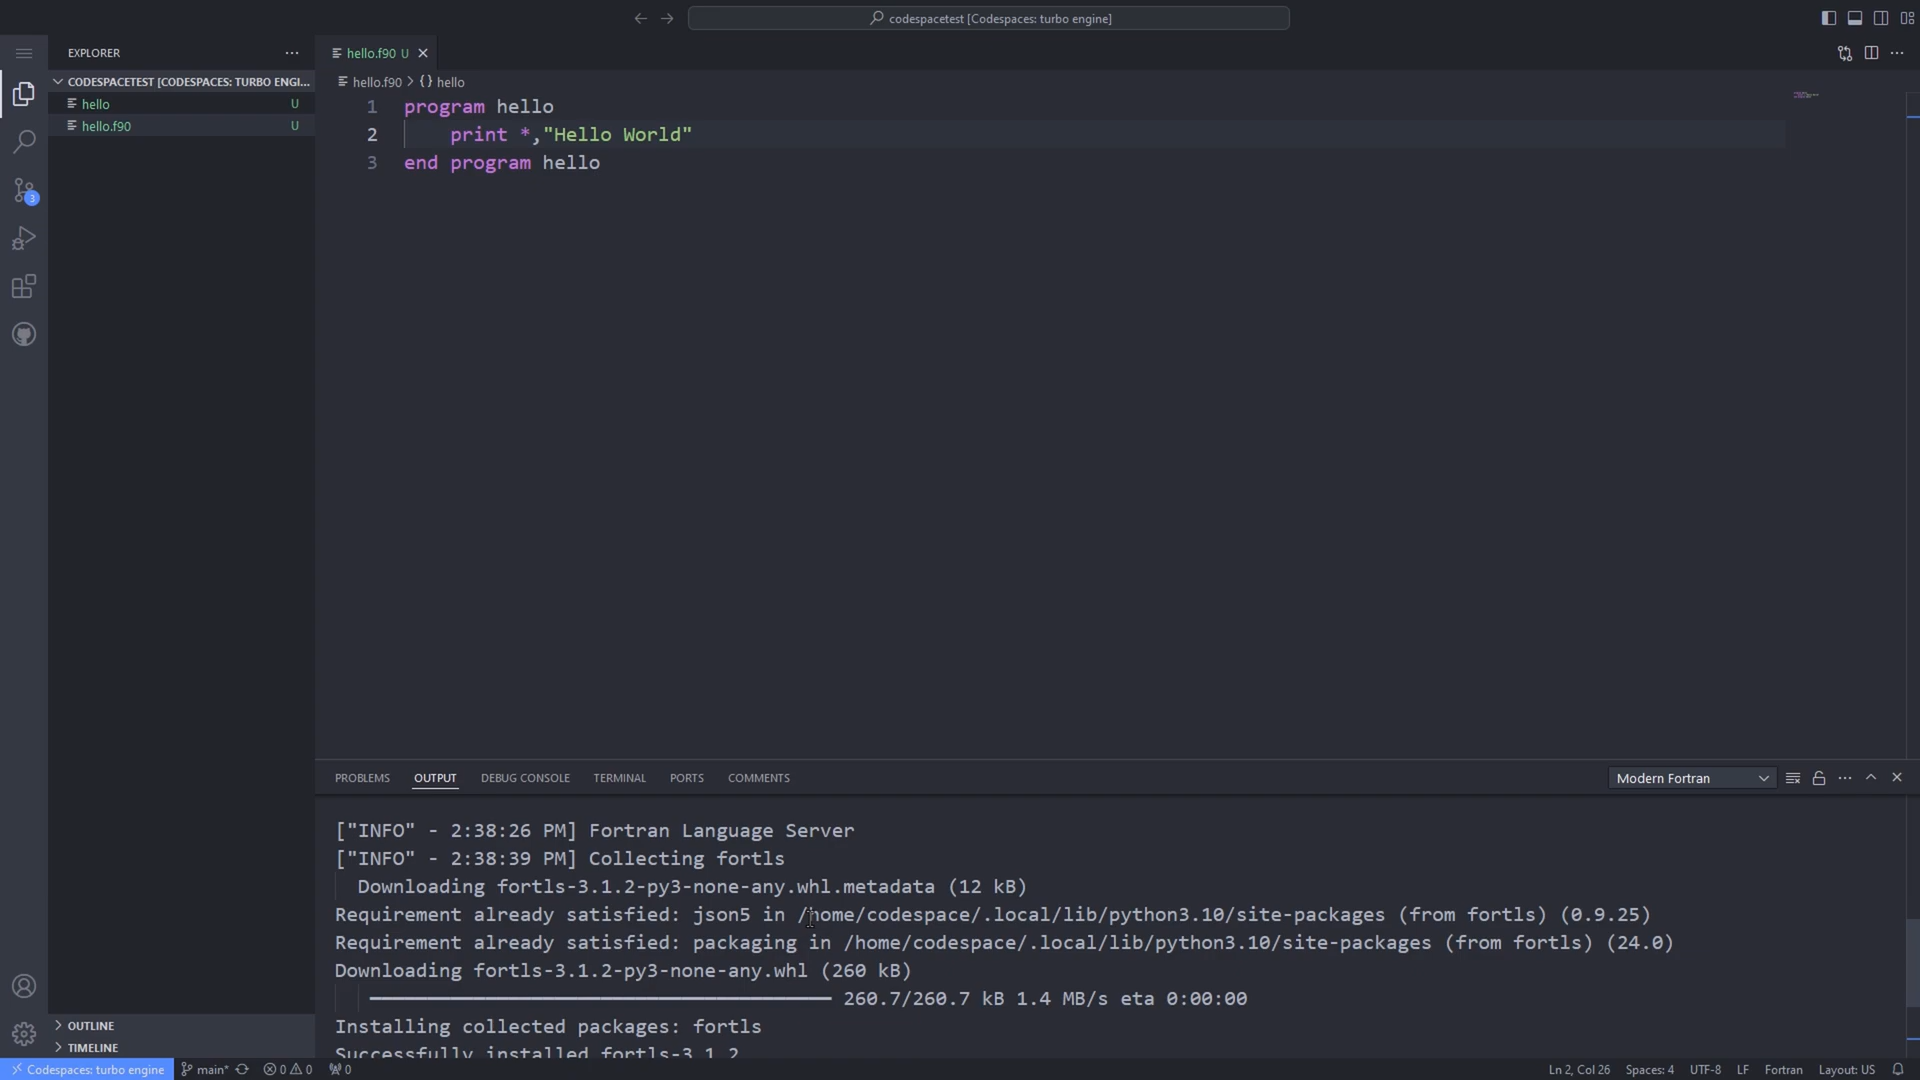 codespacetest [Codespaces: turbo engine]
EXPLORER
CODESPACETEST [CODESPACES: TURBO ENGI...
hello U
hello.f90 U
3
OUTLINE
TIMELINE
hello.f90 U
hello.f90 > {} hello
1 program hello
2     print *,"Hello World"
3 end program hello
PROBLEMS OUTPUT DEBUG CONSOLE TERMINAL PORTS COMMENTS
Modern Fortran
["INFO" - 2:38:26 PM] Fortran Language Server
["INFO" - 2:38:39 PM] Collecting fortls
  Downloading fortls-3.1.2-py3-none-any.whl.metadata (12 kB)
Requirement already satisfied: json5 in /home/codespace/.local/lib/python3.10/site-packages (from fortls) (0.9.25)
Requirement already satisfied: packaging in /home/codespace/.local/lib/python3.10/site-packages (from fortls) (24.0)
Downloading fortls-3.1.2-py3-none-any.whl (260 kB)
260.7/260.7 kB 1.4 MB/s eta 0:00:00
Installing collected packages: fortls
Successfully installed fortls-3.1.2
Codespaces: turbo engine main* 0 0 0 Ln 2, Col 26 Spaces: 4 UTF-8 LF Fortran Layout: US